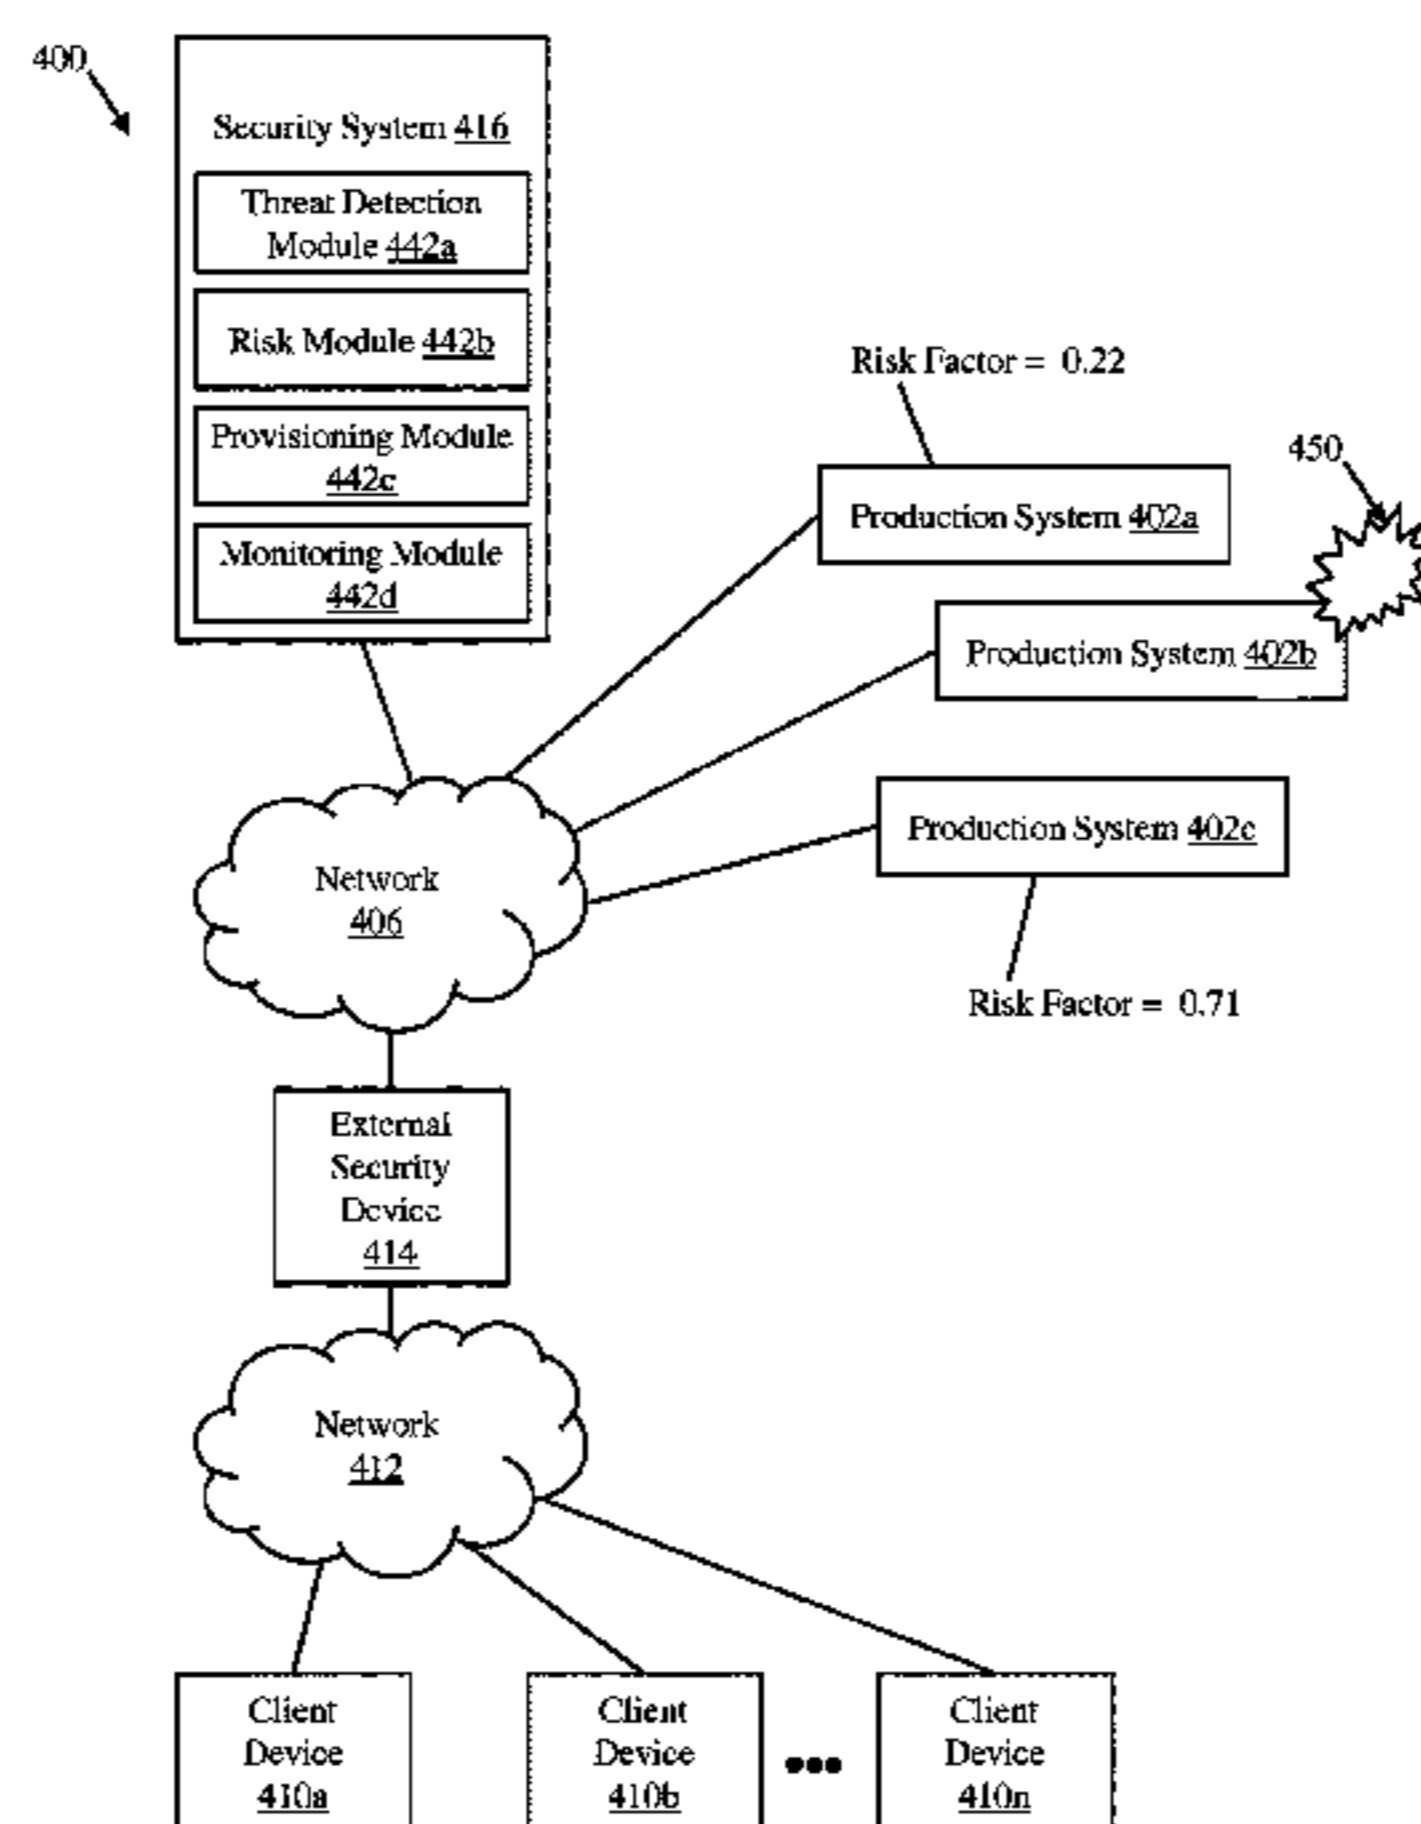 400
Security System 416
Threat Detection
Module 442a
Risk Module 442b
Provisioning Module
442c
Monitoring Module
442d
Risk Factor = 0.22
450
Production System 402a
Production System 402b
Production System 402c
Risk Factor = 0.71
Network
406
External
Security
Device
414
Network
412
Client
Device
410a
Client
Device
410b
•••
Client
Device
410n